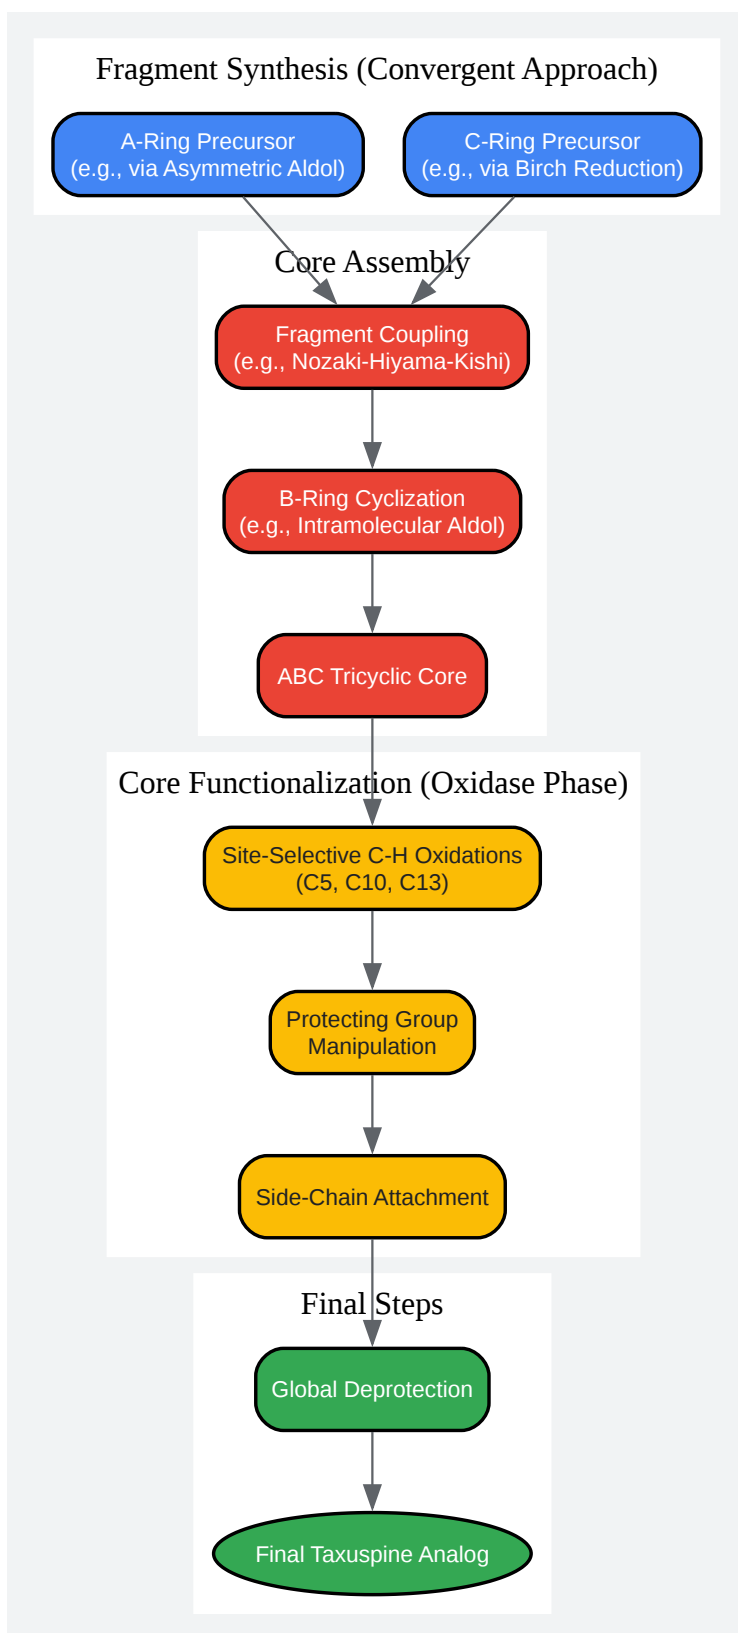 Fragment Synthesis (Convergent Approach)
A-Ring Precursor
(e.g., via Asymmetric Aldol)
C-Ring Precursor
(e.g., via Birch Reduction)
Core Assembly
Fragment Coupling
(e.g., Nozaki-Hiyama-Kishi)
B-Ring Cyclization
(e.g., Intramolecular Aldol)
ABC Tricyclic Core
Core Functionalization (Oxidase Phase)
Site-Selective C-H Oxidations
(C5, C10, C13)
Protecting Group
Manipulation
Side-Chain Attachment
Final Steps
Global Deprotection
Final Taxuspine Analog